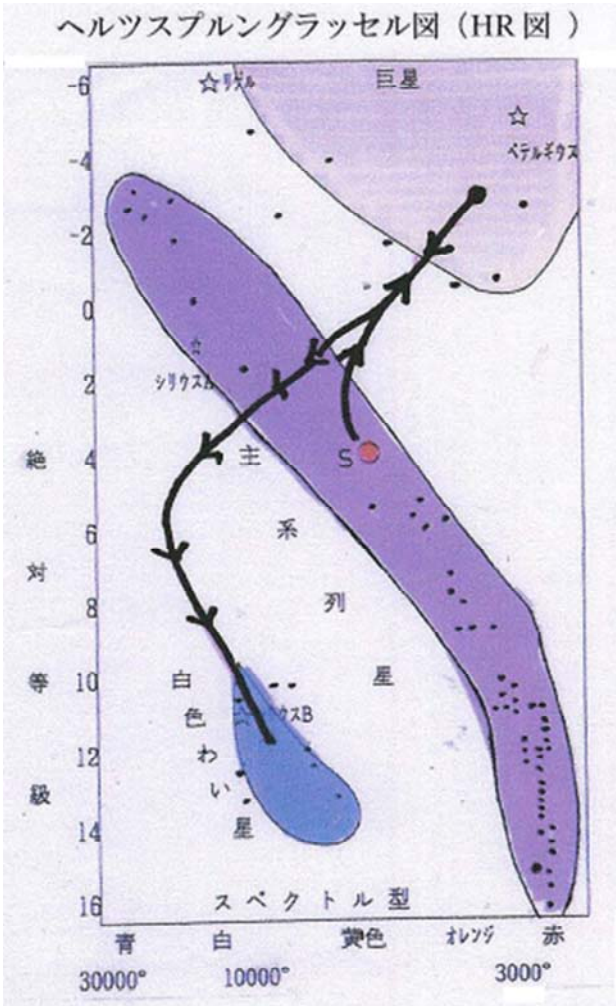 ヘルツスプルングラッセル図（HR 図 ）
-6
☆リゲル
巨星
☆
ベテルギウス
-4
-2
0
☆
シリウスA
2
4
主
S
系
6
列
8
星
10
12
14
16
絶
対
等
級
白
色
わ
い
星
ウスB
スペクトル型
青
白
黄色
オレンジ
赤
30000°
10000°
3000°